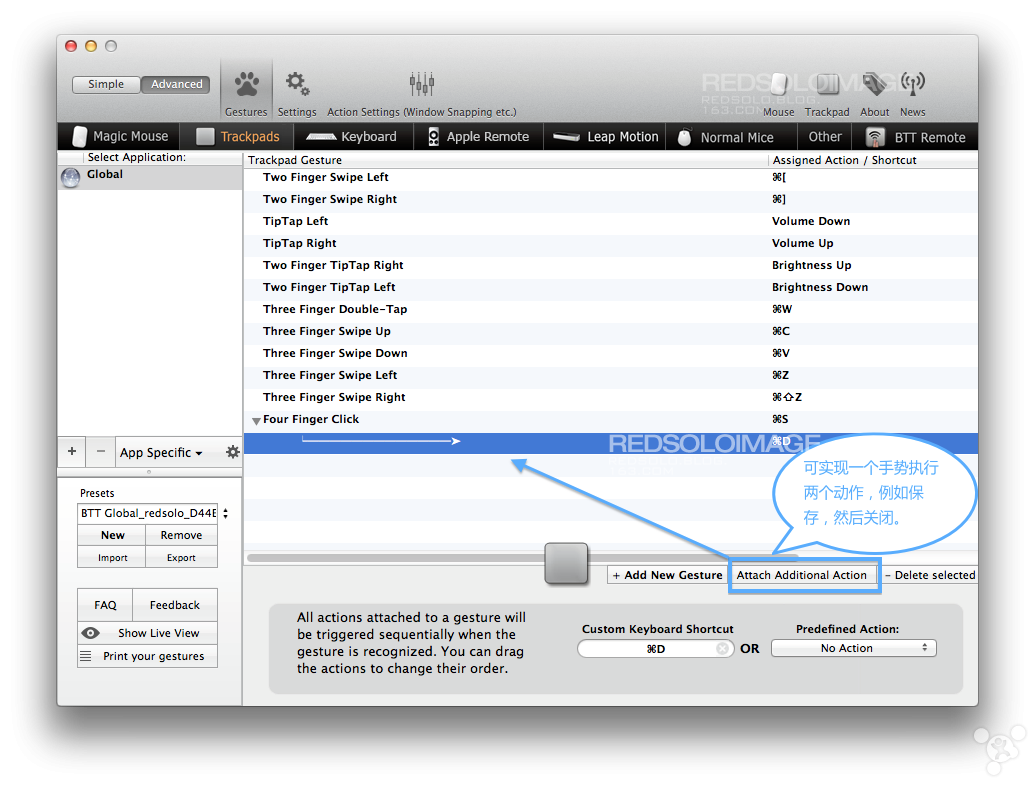 Simple
Advanced
Gestures
Settings
Action Settings (Window Snapping etc.)
REDSOLOIMAGE
REDSOLO.BLOG.
163.COM
Mouse
Trackpad
About
News
Magic Mouse
Trackpads
Keyboard
Apple Remote
Leap Motion
Normal Mice
Other
BTT Remote
Select Application:
Global
Trackpad Gesture
Assigned Action / Shortcut
Two Finger Swipe Left
⌘[
Two Finger Swipe Right
⌘]
TipTap Left
Volume Down
TipTap Right
Volume Up
Two Finger TipTap Right
Brightness Up
Two Finger TipTap Left
Brightness Down
Three Finger Double-Tap
⌘W
Three Finger Swipe Up
⌘C
Three Finger Swipe Down
⌘V
Three Finger Swipe Left
⌘Z
Three Finger Swipe Right
⌘⇧Z
Four Finger Click
⌘S
REDSOLOIMAGE
⌘D
可实现一个手势执行
两个动作，例如保
存，然后关闭。
+
−
App Specific
Presets
BTT Global_redsolo_D44E
New
Remove
Import
Export
FAQ
Feedback
Show Live View
Print your gestures
+ Add New Gesture
Attach Additional Action
− Delete selected
All actions attached to a gesture will
be triggered sequentially when the
gesture is recognized. You can drag
the actions to change their order.
Custom Keyboard Shortcut
⌘D
OR
Predefined Action:
No Action